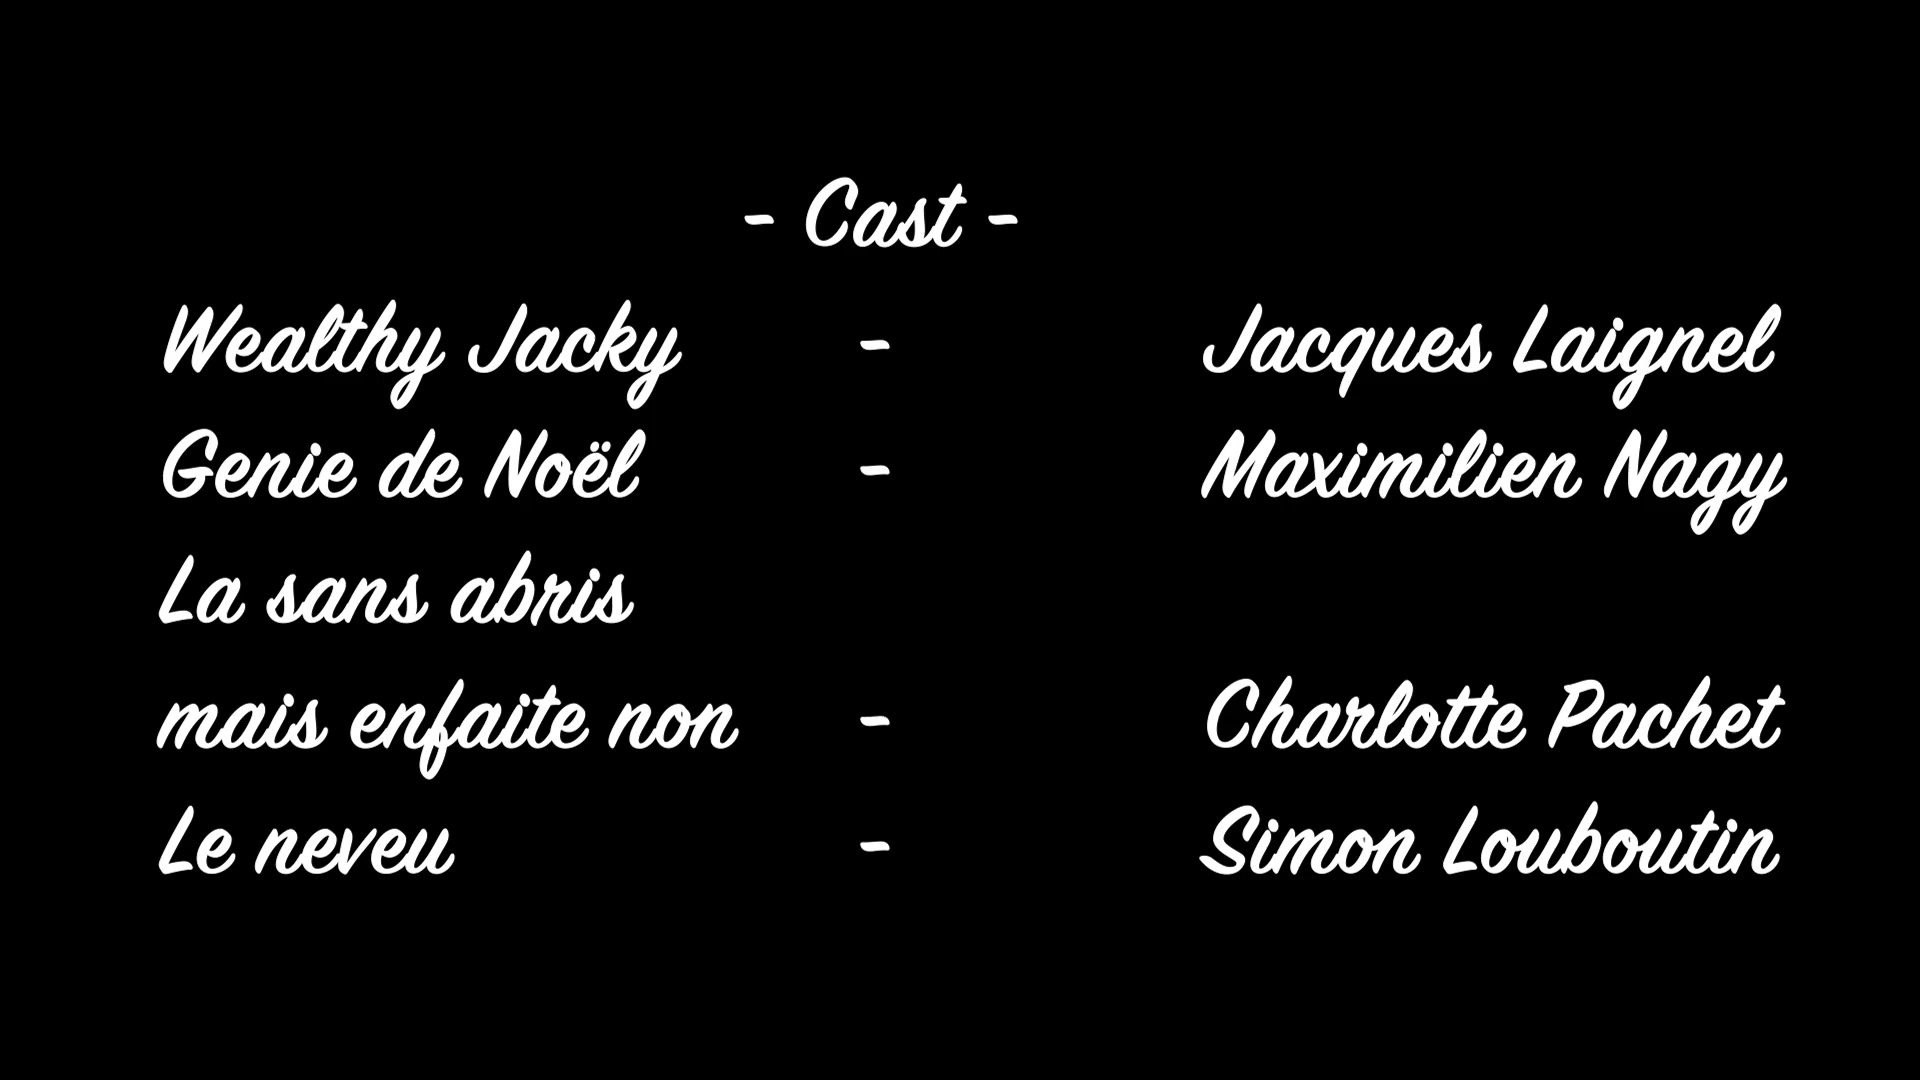 - Cast -
Wealthy Jacky - Jacques Laignel
Genie de Noël - Maximilien Nagy
La sans abris
mais enfaite non - Charlotte Pachet
Le neveu - Simon Louboutin